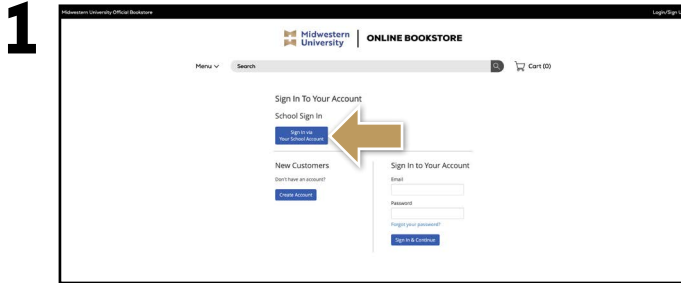 1
Midwestern University Official Bookstore
Login/Sign U
Midwestern University
ONLINE BOOKSTORE
Menu
Search
Cart (0)
Sign In To Your Account
School Sign In
Sign In via
Your School Account
New Customers
Don't have an account?
Create Account
Sign In to Your Account
Email
Password
Forgot your password?
Sign In & Continue